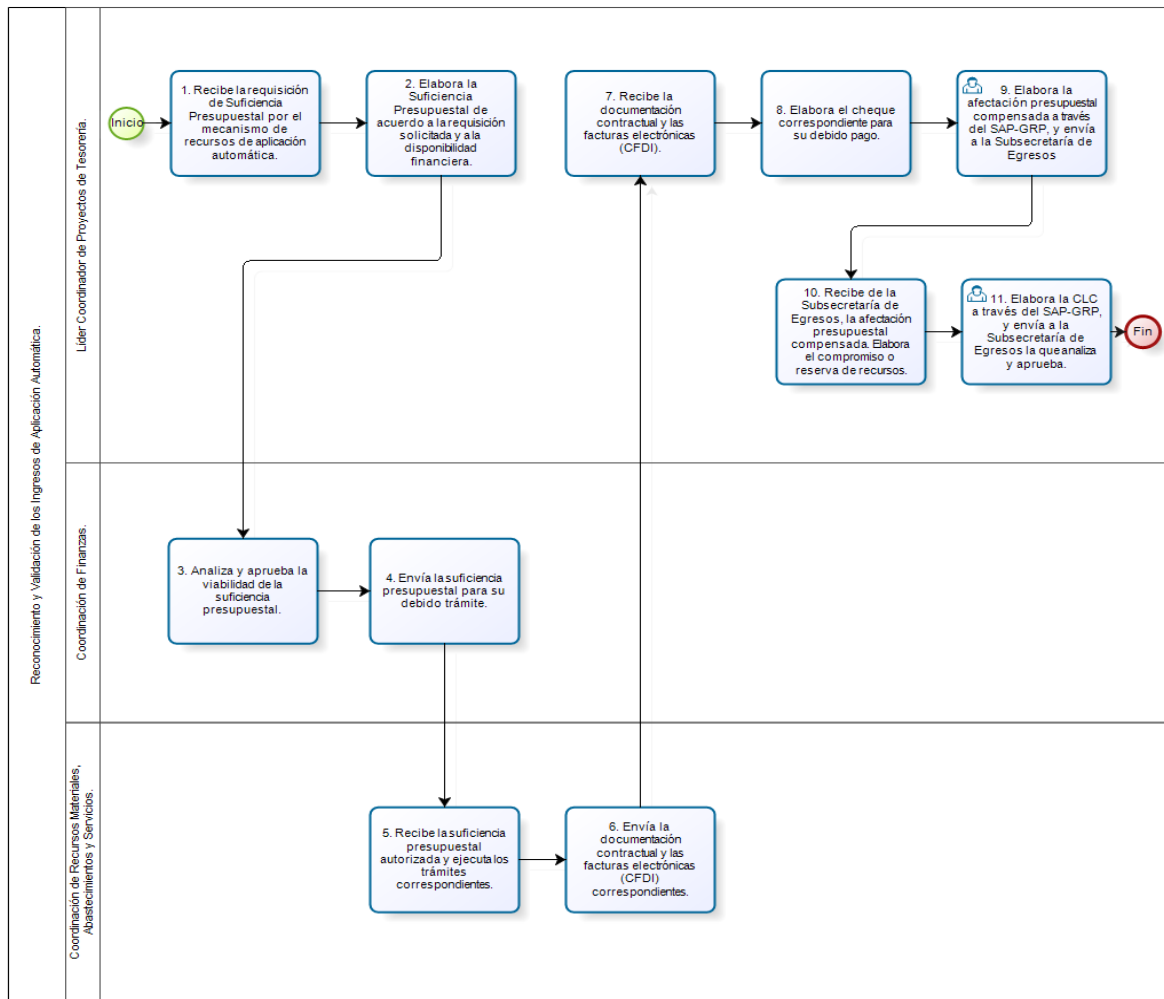 Reconocimiento y Validación de los Ingresos de Aplicación Automática.
Líder Coordinador de Proyectos de Tesorería.
Inicio
1. Recibe la requisición
de Suficiencia
Presupuestal por el
mecanismo de
recursos de aplicación
automática.
2. Elabora la
Suficiencia
Presupuestal de
acuerdo a la requisición
solicitada y a la
disponibilidad
financiera.
7. Recibe la
documentación
contractual y las
facturas electrónicas
(CFDI).
8. Elabora el cheque
correspondiente para
su debido pago.
9. Elabora la
afectación presupuestal
compensada a través
del SAP-GRP, y envía
a la Subsecretaría de
Egresos
10. Recibe de la
Subsecretaría de
Egresos, la afectación
presupuestal
compensada. Elabora
el compromiso o
reserva de recursos.
11. Elabora la CLC
a través del SAP-GRP,
y envía a la
Subsecretaría de
Egresos la que analiza
y aprueba.
Fin
Coordinación de Finanzas.
3. Analiza y aprueba la
viabilidad de la
suficiencia
presupuestal.
4. Envía la suficiencia
presupuestal para su
debido trámite.
Coordinación de Recursos Materiales,
Abastecimientos y Servicios.
5. Recibe la suficiencia
presupuestal
autorizada y ejecuta los
trámites
correspondientes.
6. Envía la
documentación
contractual y las
facturas electrónicas
(CFDI)
correspondientes.